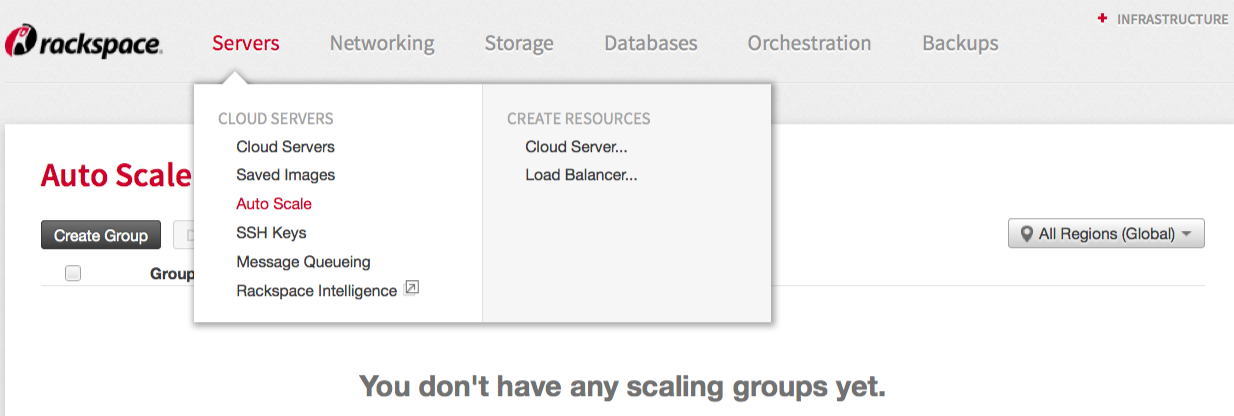 INFRASTRUCTURE
rackspace. Servers Networking Storage Databases Orchestration Backups
CLOUD SERVERS
Cloud Servers
Saved Images
Auto Scale
SSH Keys
Message Queueing
Rackspace Intelligence
CREATE RESOURCES
Cloud Server...
Load Balancer...
Auto Scale
Create Group
All Regions (Global)
Group
You don't have any scaling groups yet.